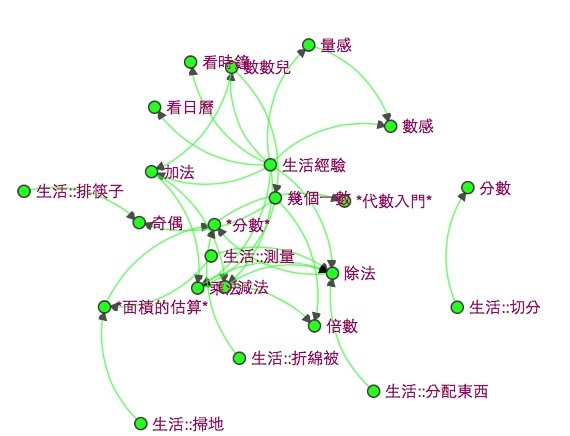 量感
看時鐘
數數兒
看日曆
數感
生活經驗
加法
生活::排筷子
分數
幾個一數
*代數入門*
奇偶
*分數*
生活::測量
除法
乘法
減法
*面積的估算*
生活::切分
倍數
生活::折綿被
生活::分配東西
生活::掃地